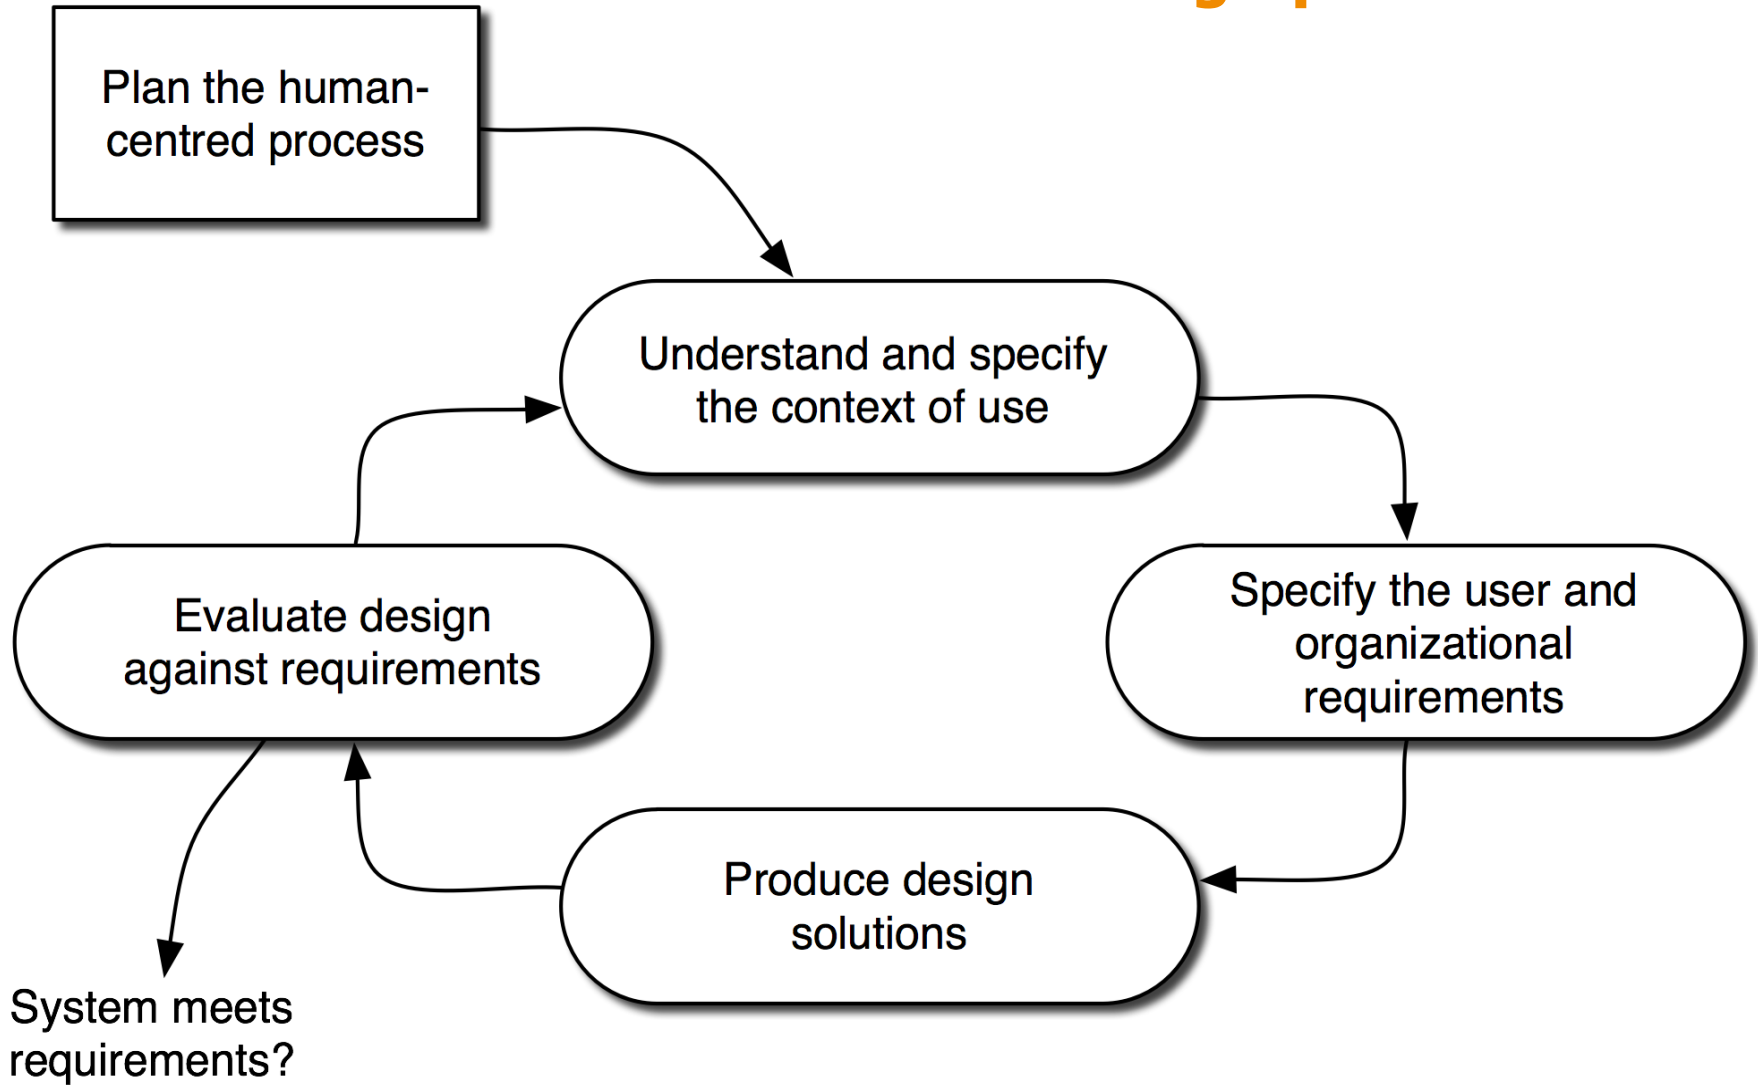 Plan the human-
centred process
Understand and specify
the context of use
Specify the user and
organizational
requirements
Produce design
solutions
Evaluate design
against requirements
System meets
requirements?